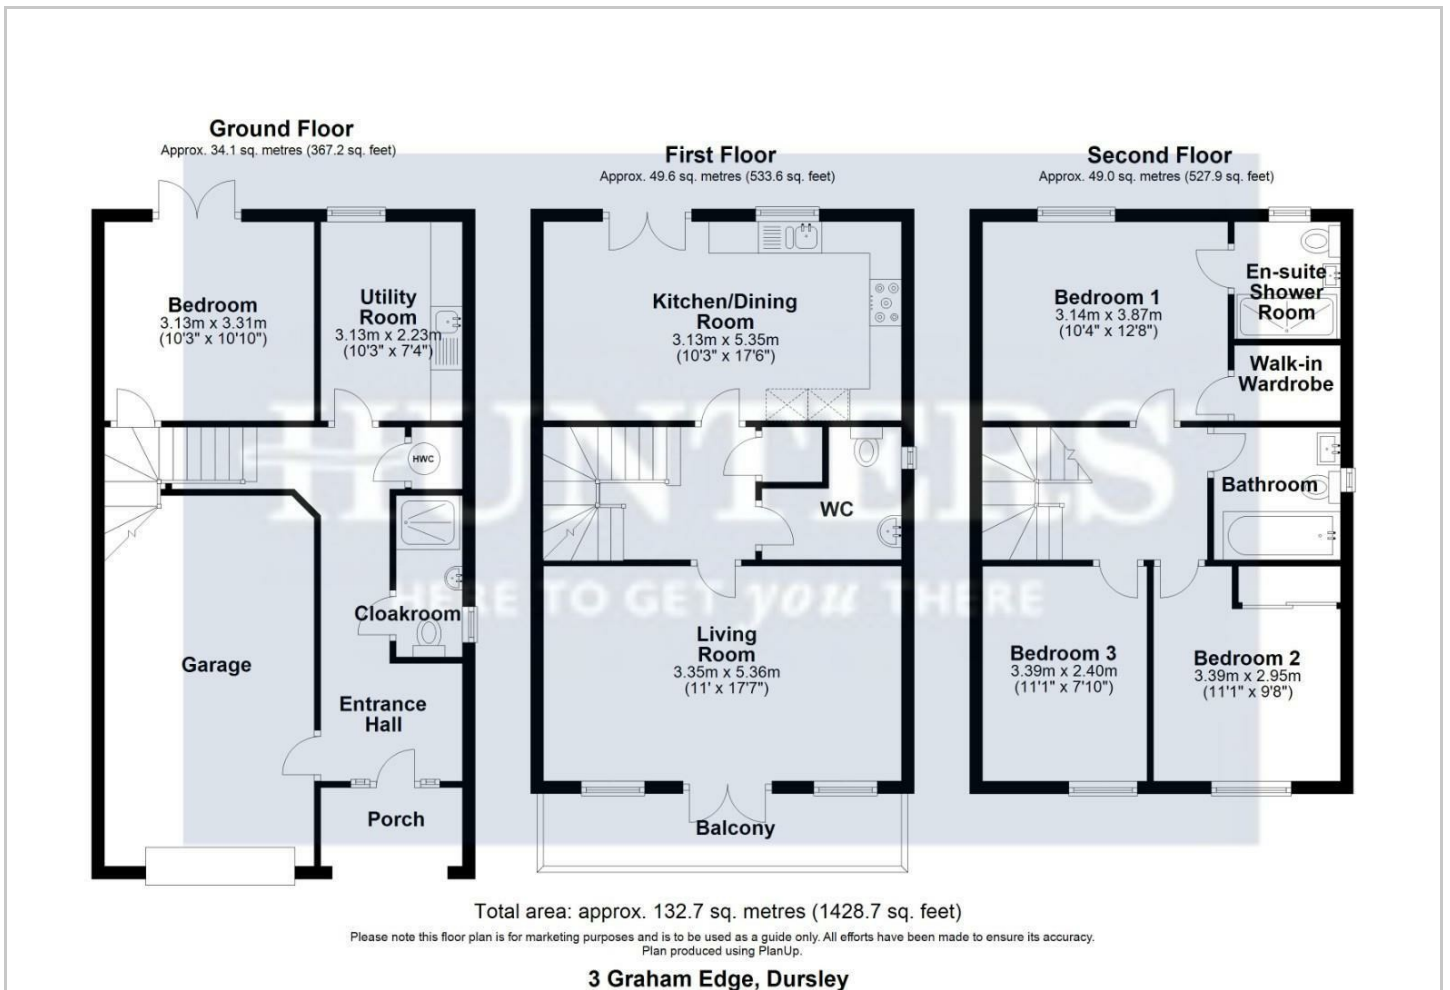 Ground Floor
Approx. 34.1 sq. metres (367.2 sq. feet)
Bedroom
3.13m x 3.31m
(10'3" x 10'10")
Utility
Room
3.13m x 2.23m
(10'3" x 7'4")
HWC
Cloakroom
Garage
Entrance
Hall
Porch
First Floor
Approx. 49.6 sq. metres (533.6 sq. feet)
Kitchen/Dining
Room
3.13m x 5.35m
(10'3" x 17'6")
WC
Living
Room
3.35m x 5.36m
(11' x 17'7")
Balcony
Second Floor
Approx. 49.0 sq. metres (527.9 sq. feet)
Bedroom 1
3.14m x 3.87m
(10'4" x 12'8")
En-suite
Shower
Room
Walk-in
Wardrobe
Bathroom
Bedroom 3
3.39m x 2.40m
(11'1" x 7'10")
Bedroom 2
3.39m x 2.95m
(11'1" x 9'8")
HUNTERS
HERE TO GET you THERE
Total area: approx. 132.7 sq. metres (1428.7 sq. feet)
Please note this floor plan is for marketing purposes and is to be used as a guide only. All efforts have been made to ensure its accuracy.
Plan produced using PlanUp.
3 Graham Edge, Dursley